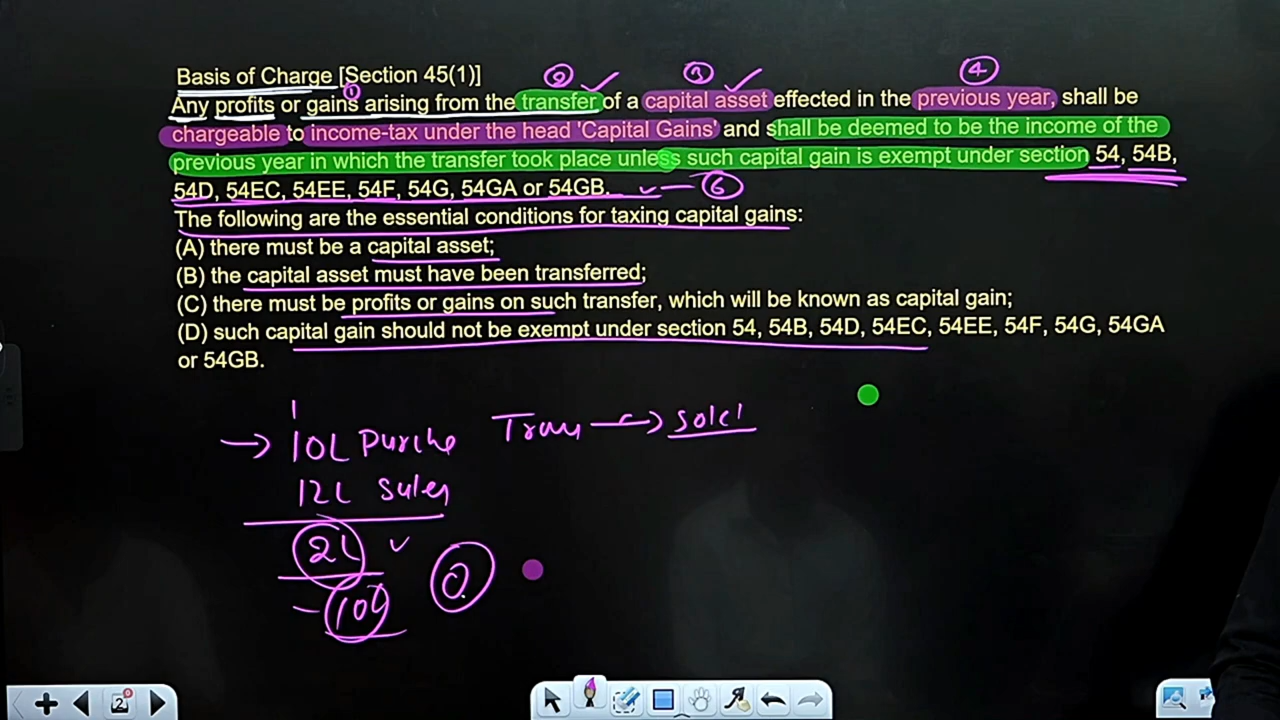 Basis of Charge [Section 45(1)]
① ② ③ ④
Any profits or gains arising from the transfer of a capital asset effected in the previous year, shall be
chargeable to income-tax under the head 'Capital Gains' and shall be deemed to be the income of the
previous year in which the transfer took place unless such capital gain is exempt under section 54, 54B,
54D, 54EC, 54EE, 54F, 54G, 54GA or 54GB. ⑥
The following are the essential conditions for taxing capital gains:
(A) there must be a capital asset;
(B) the capital asset must have been transferred;
(C) there must be profits or gains on such transfer, which will be known as capital gain;
(D) such capital gain should not be exempt under section 54, 54B, 54D, 54EC, 54EE, 54F, 54G, 54GA
or 54GB.
→ 10L Purche Tran → sold
12L Sales
2L ✓
- 10L
2